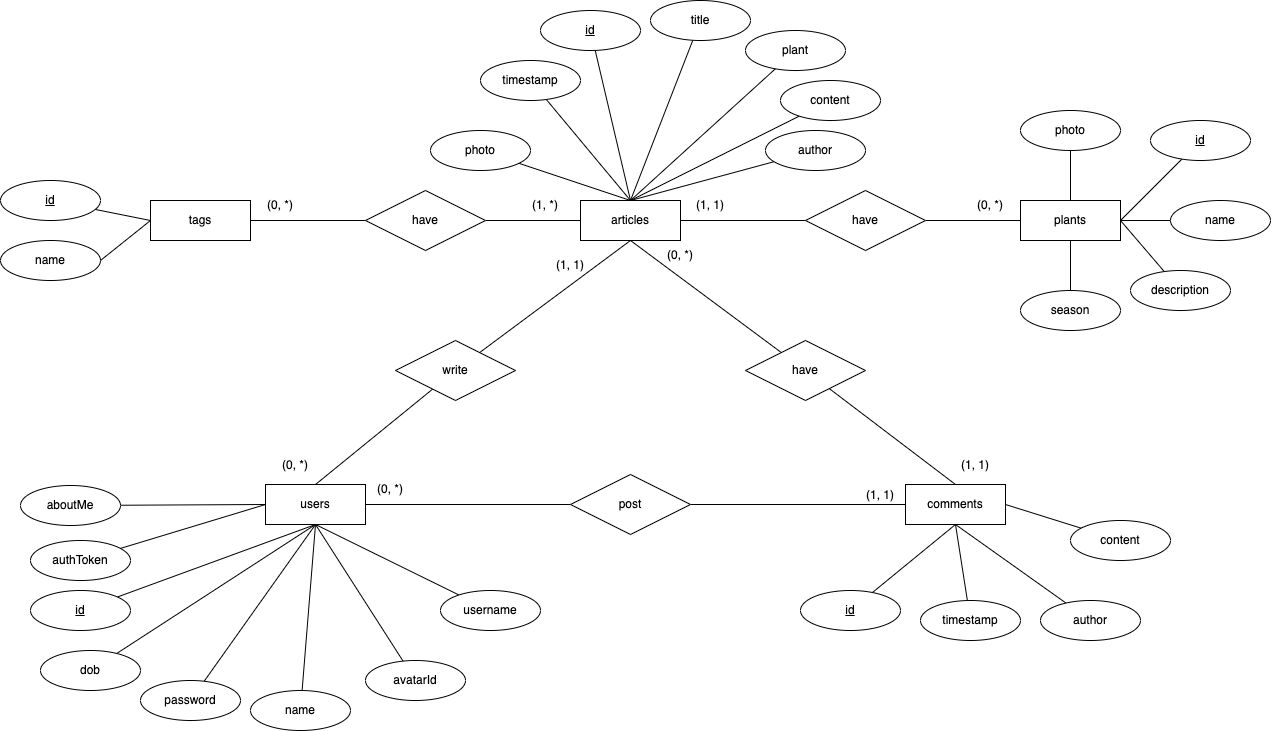 title
id
plant
timestamp
content
photo
author
photo
id
id
tags
(0, *)
have
(1, *)
articles
(1, 1)
have
(0, *)
plants
name
name
(1, 1)
(0, *)
description
season
write
have
(0, *)
(1, 1)
aboutMe
users
(0, *)
post
(1, 1)
comments
content
authToken
id
username
id
timestamp
author
dob
avatarId
password
name